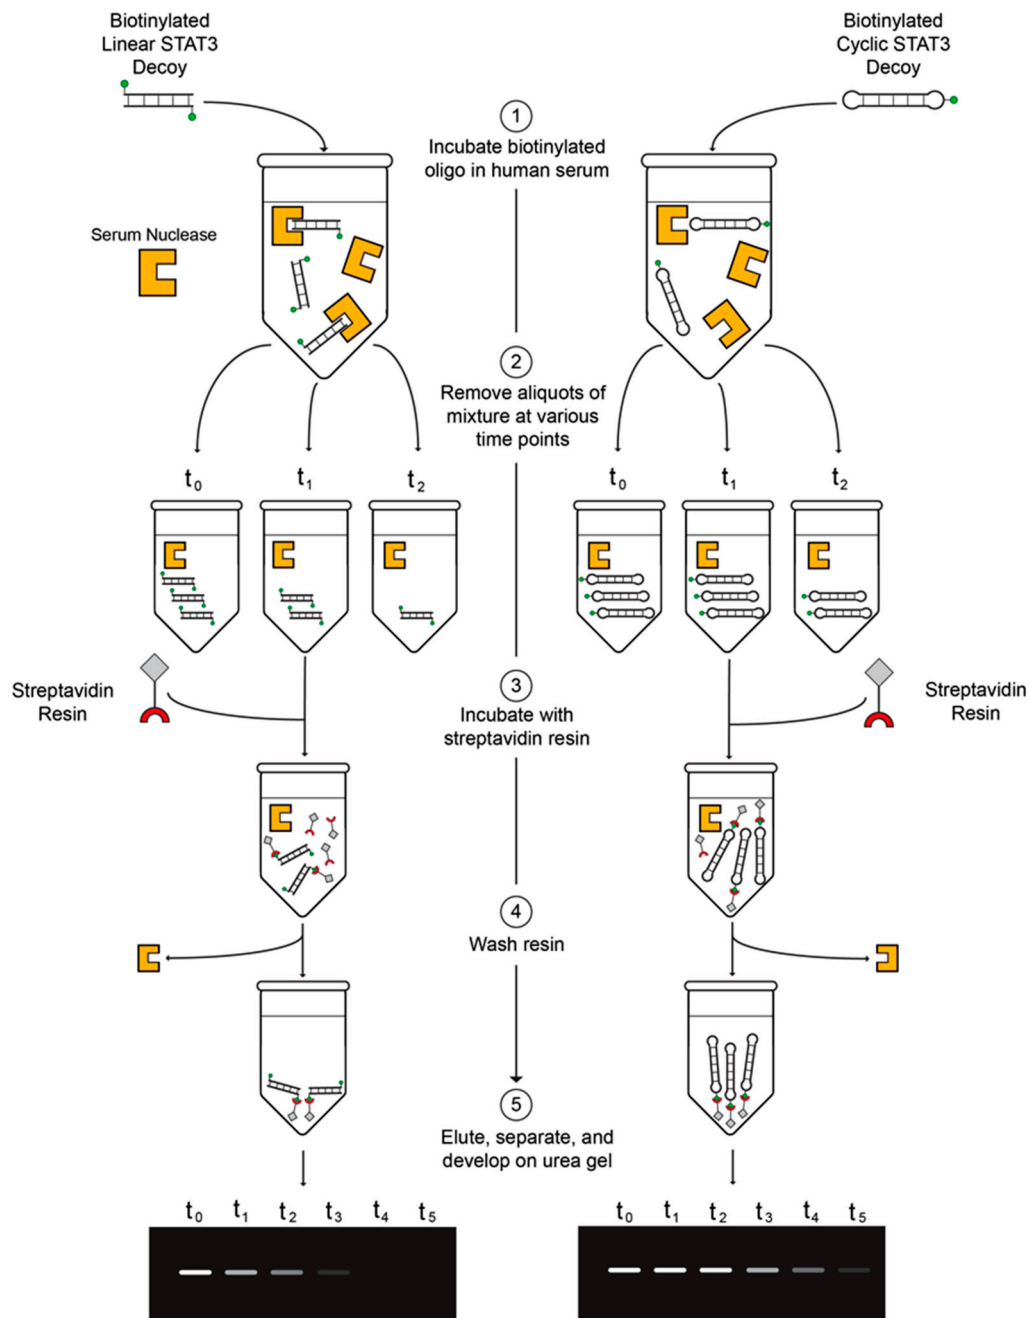 Biotinylated
Linear STAT3
Decoy
Biotinylated
Cyclic STAT3
Decoy
1
Incubate biotinylated
oligo in human serum
Serum Nuclease
2
Remove aliquots of
mixture at various
time points
t0 t1 t2
t0 t1 t2
Streptavidin
Resin
3
Incubate with
streptavidin resin
Streptavidin
Resin
4
Wash resin
5
Elute, separate, and
develop on urea gel
t0 t1 t2 t3 t4 t5
t0 t1 t2 t3 t4 t5